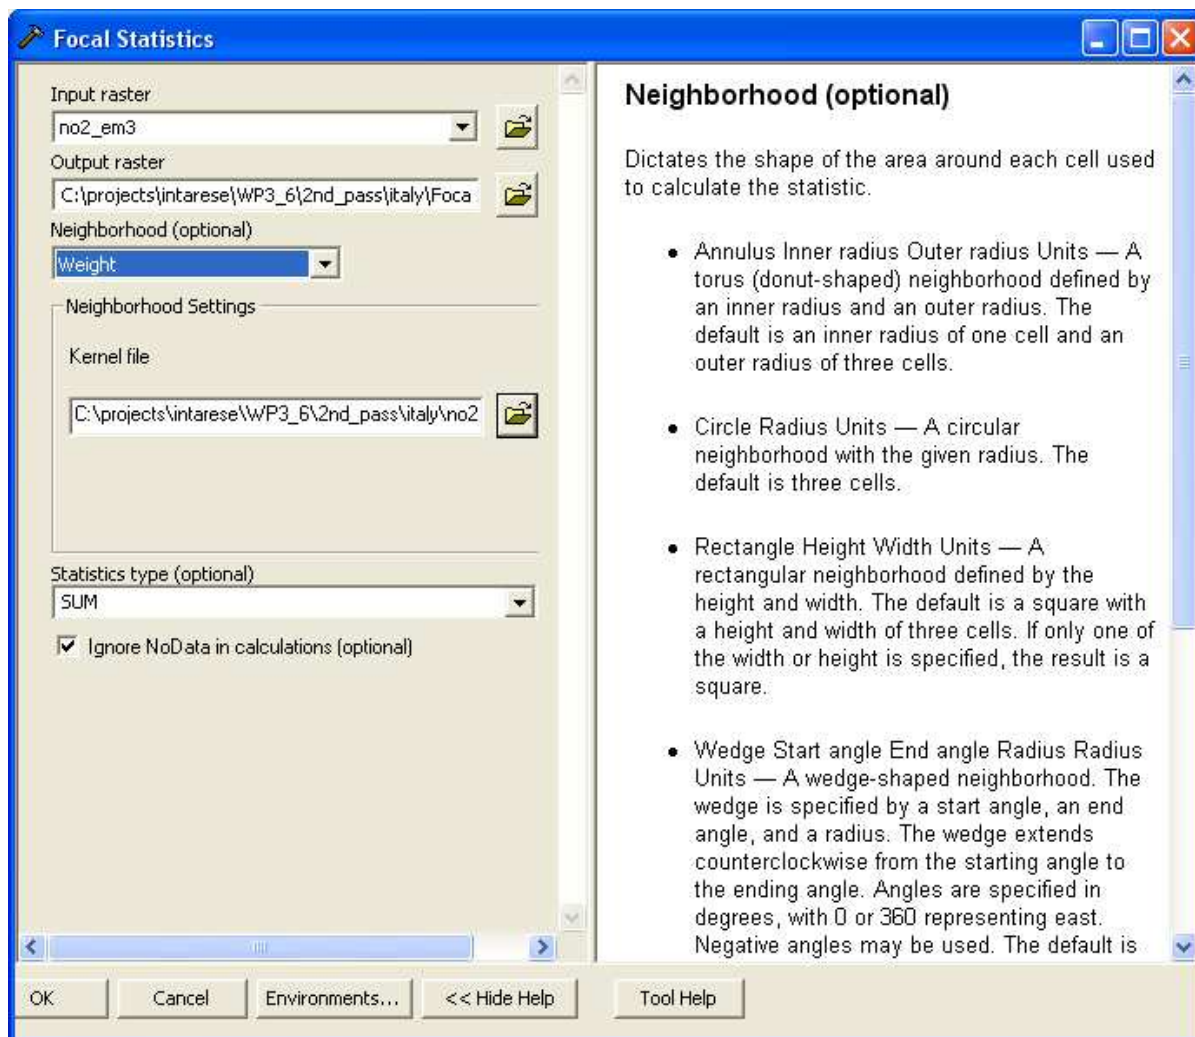 Focal Statistics
Input raster
no2_em3
Output raster
C:\projects\intarese\WP3_6\2nd_pass\italy\Foca
Neighborhood (optional)
Weight
Neighborhood Settings
Kernel file
C:\projects\intarese\WP3_6\2nd_pass\italy\no2
Statistics type (optional)
SUM
Ignore NoData in calculations (optional)
Neighborhood (optional)
Dictates the shape of the area around each cell used
to calculate the statistic.
• Annulus Inner radius Outer radius Units — A
torus (donut-shaped) neighborhood defined by
an inner radius and an outer radius. The
default is an inner radius of one cell and an
outer radius of three cells.
• Circle Radius Units — A circular
neighborhood with the given radius. The
default is three cells.
• Rectangle Height Width Units — A
rectangular neighborhood defined by the
height and width. The default is a square with
a height and width of three cells. If only one of
the width or height is specified, the result is a
square.
• Wedge Start angle End angle Radius Radius
Units — A wedge-shaped neighborhood. The
wedge is specified by a start angle, an end
angle, and a radius. The wedge extends
counterclockwise from the starting angle to
the ending angle. Angles are specified in
degrees, with 0 or 360 representing east.
Negative angles may be used. The default is
OK
Cancel
Environments...
<< Hide Help
Tool Help